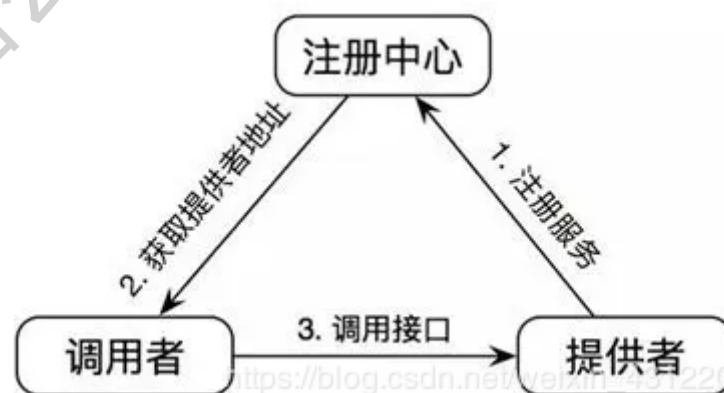 注册中心
2. 获取提供者地址
1. 注册服务
调用者
3. 调用接口
提供者
https://blog.csdn.net/weixin_431220